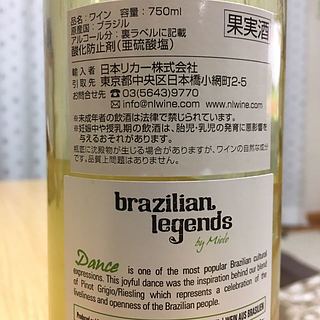 品名：ワイン 容量：750ml
原産国：ブラジル
アルコール分：裏ラベルに記載
酸化防止剤(亜硫酸塩)
果実酒
輸入者 日本リカー株式会社
引取先 東京都中央区日本橋小網町2-5
お問合せ先 ☎03(5643)9770
info@nlwine.com www.nlwine.com
※未成年者の飲酒は法律で禁じられています。
※妊娠中や授乳期の飲酒は、胎児・乳児の発育に悪影響を
与えるおそれがあります。
瓶底に沈殿物が生じる場合がありますが、ワインの自然な成分
です。品質上問題はありません。
brazilian
legends
by Miolo
Dance is one of the most popular Brazilian cultural
expressions. This joyful dance was the inspiration behind our blend
of Pinot Grigio/Riesling which represents a celebration of the
liveliness and openness of the Brazilian people.
WEIN AUS BRASILIEN